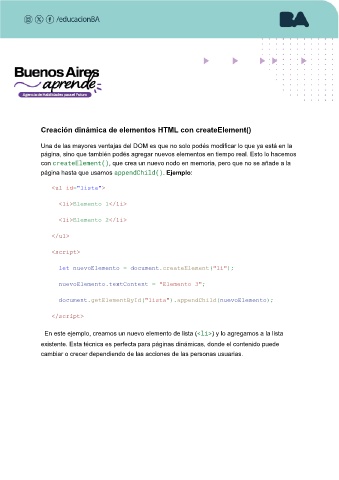 /educacionBA
BA
Buenos Aires
aprende
Agencia de Habilidades para el Futuro
Creación dinámica de elementos HTML con createElement()
Una de las mayores ventajas del DOM es que no solo podés modificar lo que ya está en la
página, sino que también podés agregar nuevos elementos en tiempo real. Esto lo hacemos
con createElement(), que crea un nuevo nodo en memoria, pero que no se añade a la
página hasta que usamos appendChild(). Ejemplo:
<ul id="lista">
<li>Elemento 1</li>
<li>Elemento 2</li>
</ul>
<script>
let nuevoElemento = document.createElement("li");
nuevoElemento.textContent = "Elemento 3";
document.getElementById("lista").appendChild(nuevoElemento);
</script>
En este ejemplo, creamos un nuevo elemento de lista (<li>) y lo agregamos a la lista
existente. Esta técnica es perfecta para páginas dinámicas, donde el contenido puede
cambiar o crecer dependiendo de las acciones de las personas usuarias.